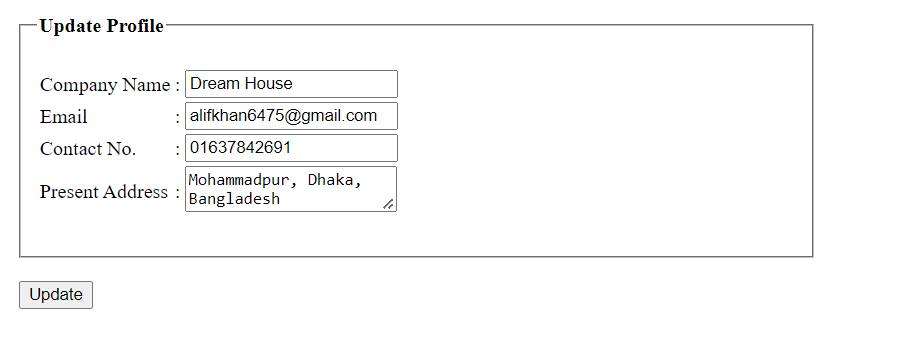 Update Profile
Company Name : Dream House
Email : alifkhan6475@gmail.com
Contact No. : 01637842691
Present Address : Mohammadpur, Dhaka,
Bangladesh
Update